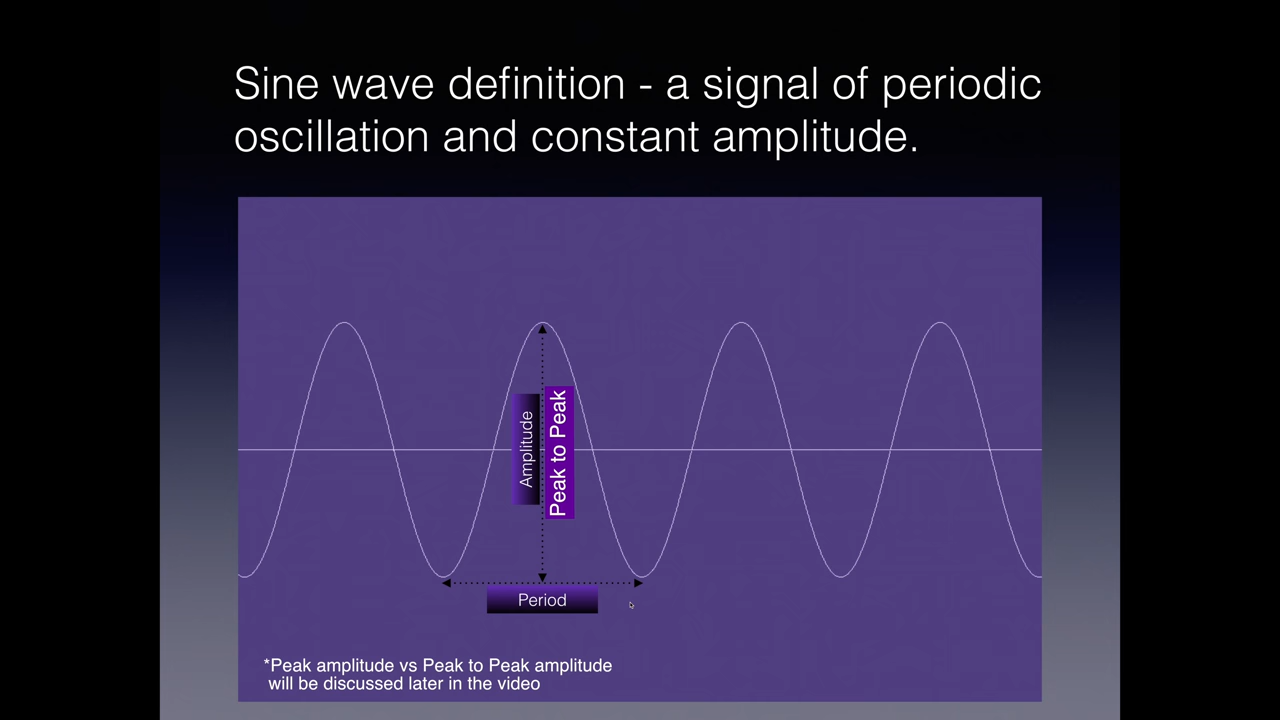 Sine wave definition - a signal of periodic
oscillation and constant amplitude.
Amplitude
Peak to Peak
Period
*Peak amplitude vs Peak to Peak amplitude
will be discussed later in the video